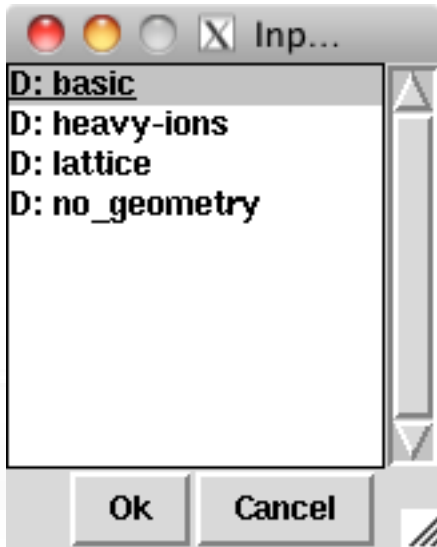 X Inp...
D: basic
D: heavy-ions
D: lattice
D: no_geometry
Ok Cancel